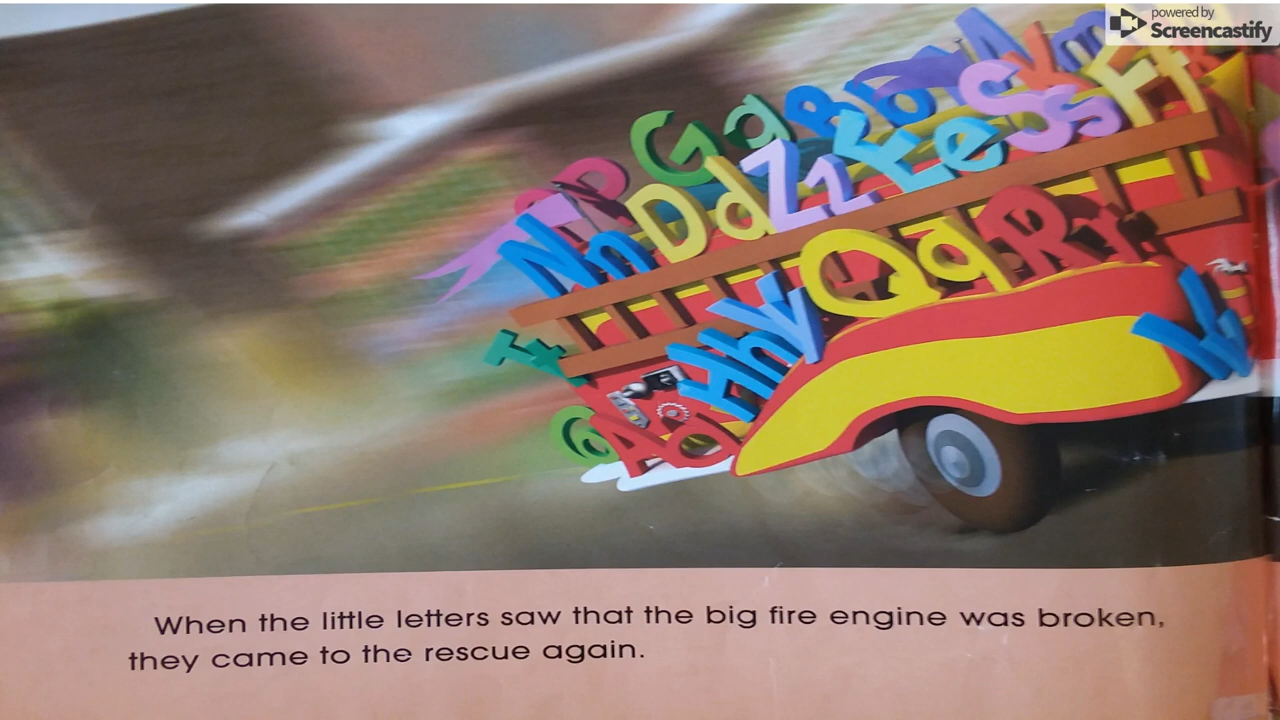 powered by
Screencastify
When the little letters saw that the big fire engine was broken,
they came to the rescue again.